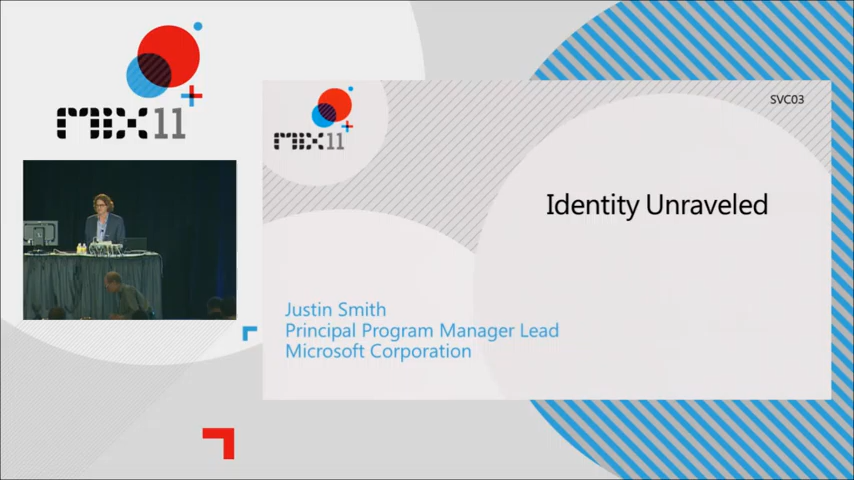 MIX11
MIX11
SVC03
Identity Unraveled
Justin Smith
Principal Program Manager Lead
Microsoft Corporation